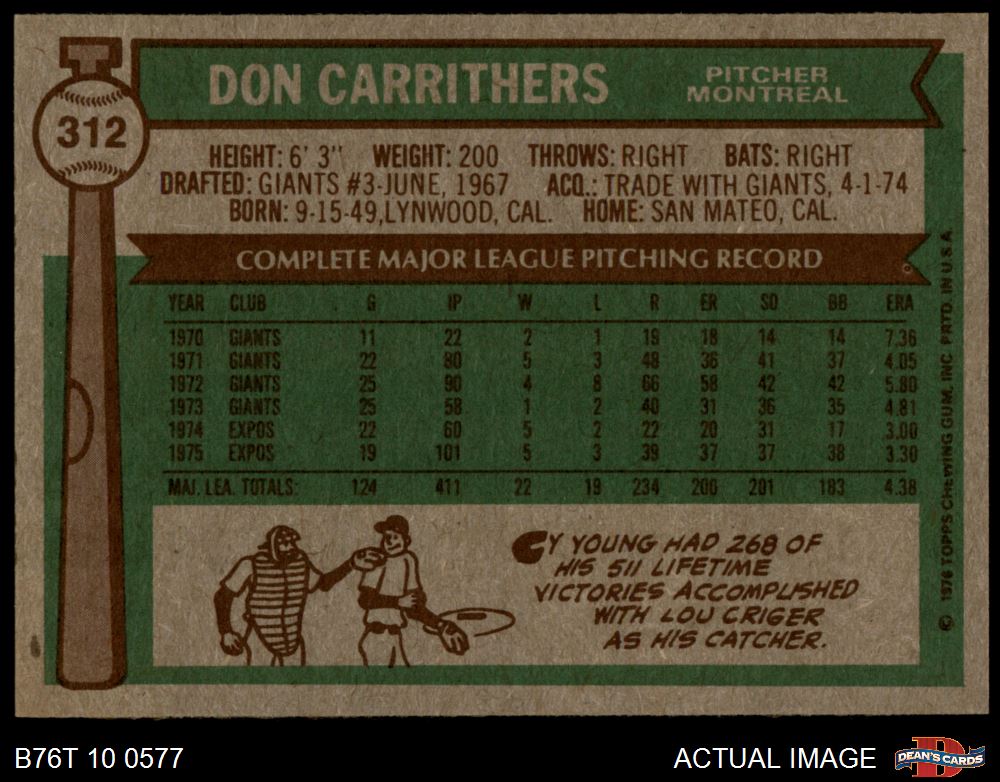 DON CARRITHERS
PITCHER
MONTREAL
312
HEIGHT: 6' 3" WEIGHT: 200 THROWS: RIGHT BATS: RIGHT
DRAFTED: GIANTS #3-JUNE, 1967 ACQ.: TRADE WITH GIANTS, 4-1-74
BORN: 9-15-49, LYNWOOD, CAL. HOME: SAN MATEO, CAL.
COMPLETE MAJOR LEAGUE PITCHING RECORD
YEAR CLUB G IP W L R ER SO BB ERA
1970 GIANTS 11 22 2 1 19 18 14 14 7.36
1971 GIANTS 22 80 5 3 48 36 41 37 4.05
1972 GIANTS 25 90 4 8 66 58 42 42 5.80
1973 GIANTS 25 58 1 2 40 31 36 35 4.81
1974 EXPOS 22 60 5 2 22 20 31 17 3.00
1975 EXPOS 19 101 5 3 39 37 37 38 3.30
MAJ. LEA. TOTALS: 124 411 22 19 234 200 201 183 4.38
CY YOUNG HAD 268 OF
HIS 511 LIFETIME
VICTORIES ACCOMPLISHED
WITH LOU CRIGER
AS HIS CATCHER.
© 1976 TOPPS CHEWING GUM, INC. PRTD. IN U.S.A.
B76T 10 0577
ACTUAL IMAGE
D
DEAN'S CARDS